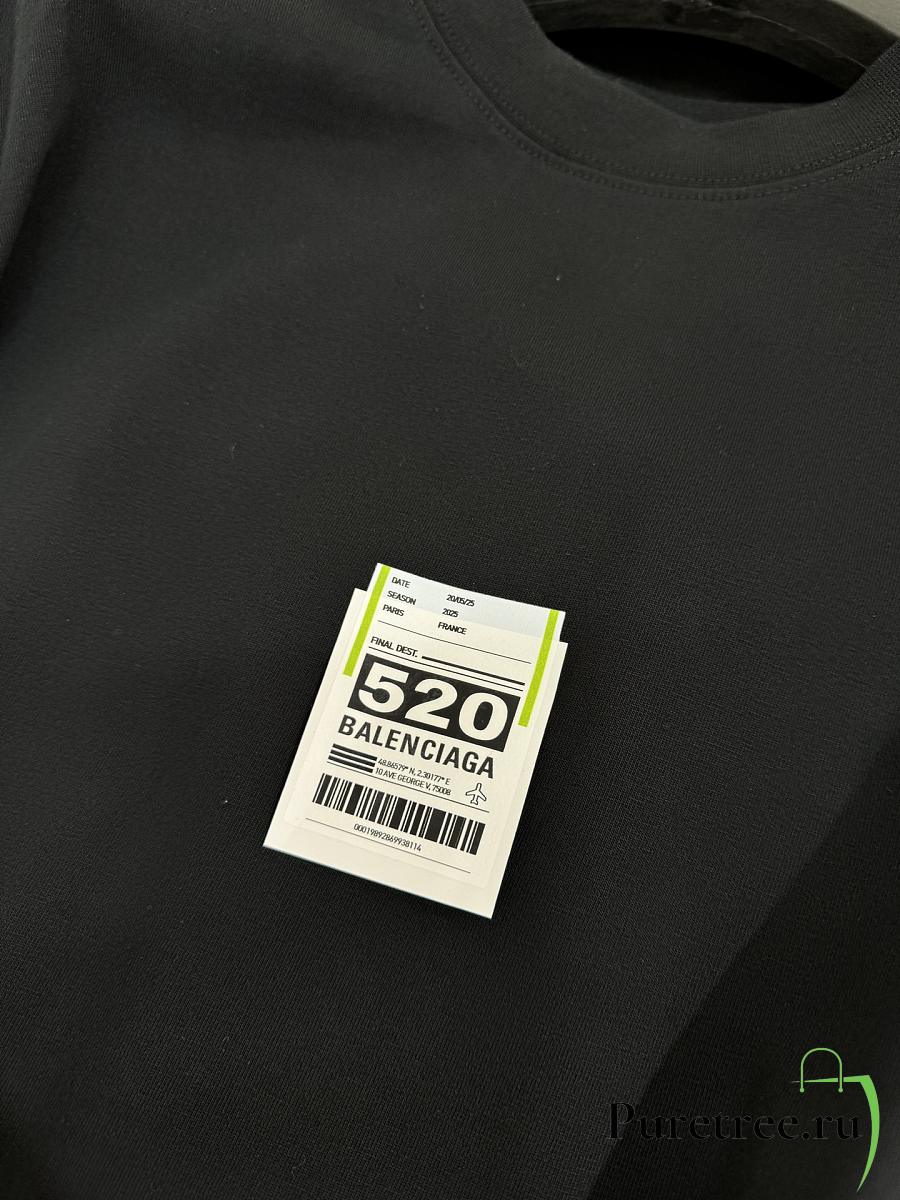 DATE 20/05/25
SEASON 2025
PARIS FRANCE
FINAL DEST.
520
BALENCIAGA
48.86579° N, 2.30177° E
10 AVE GEORGE V, 75008
00019892869938114
Puretree.ru